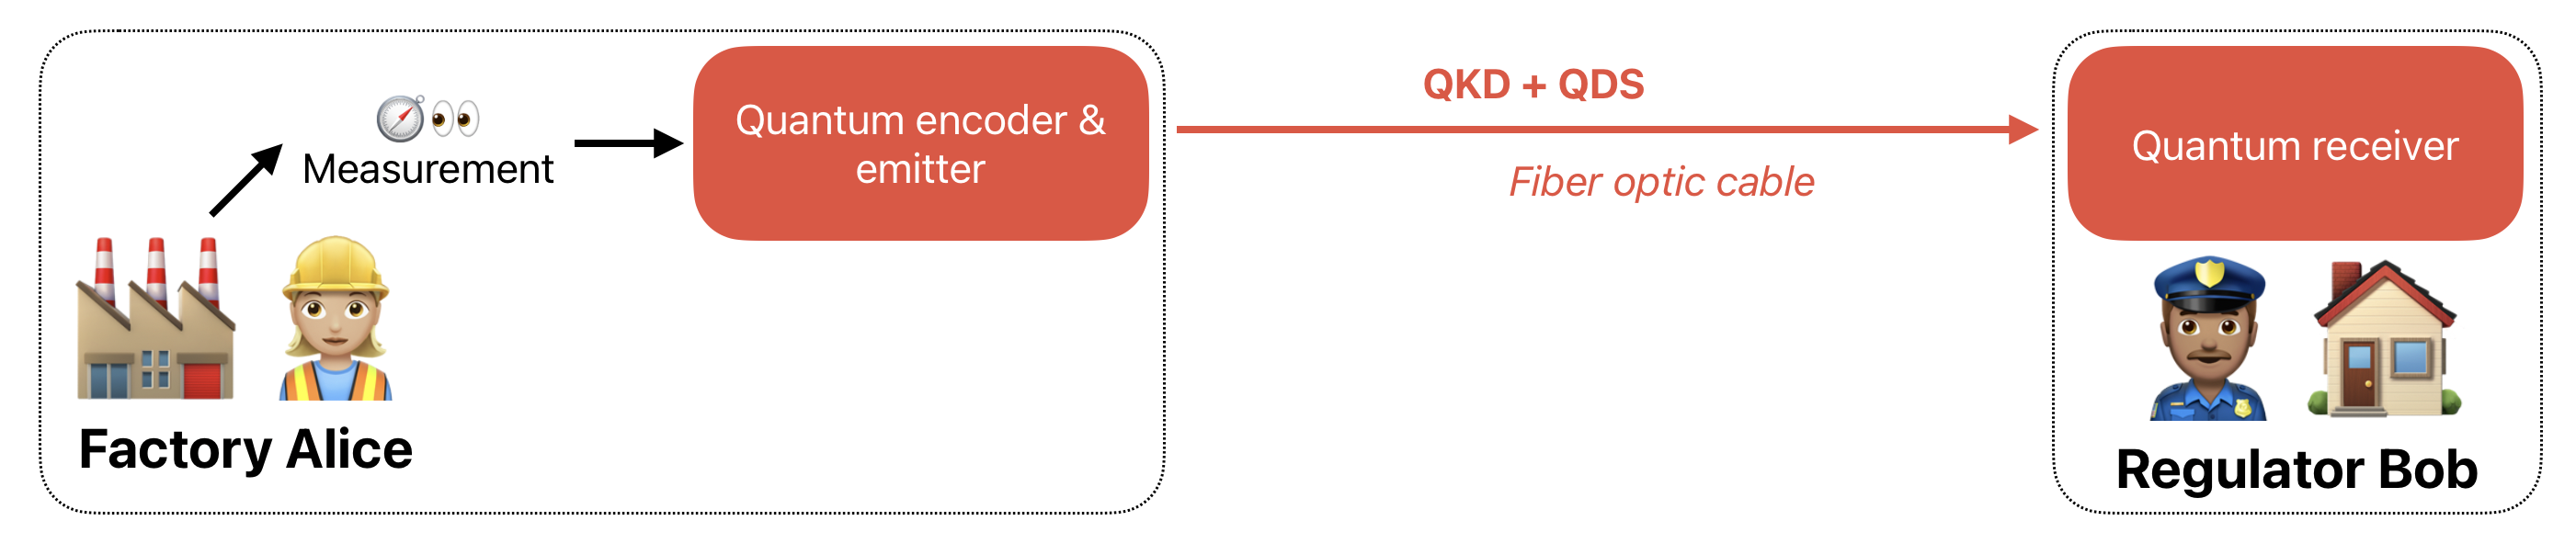 Measurement
Quantum encoder &
emitter
QKD + QDS
Fiber optic cable
Quantum receiver
Factory Alice
Regulator Bob